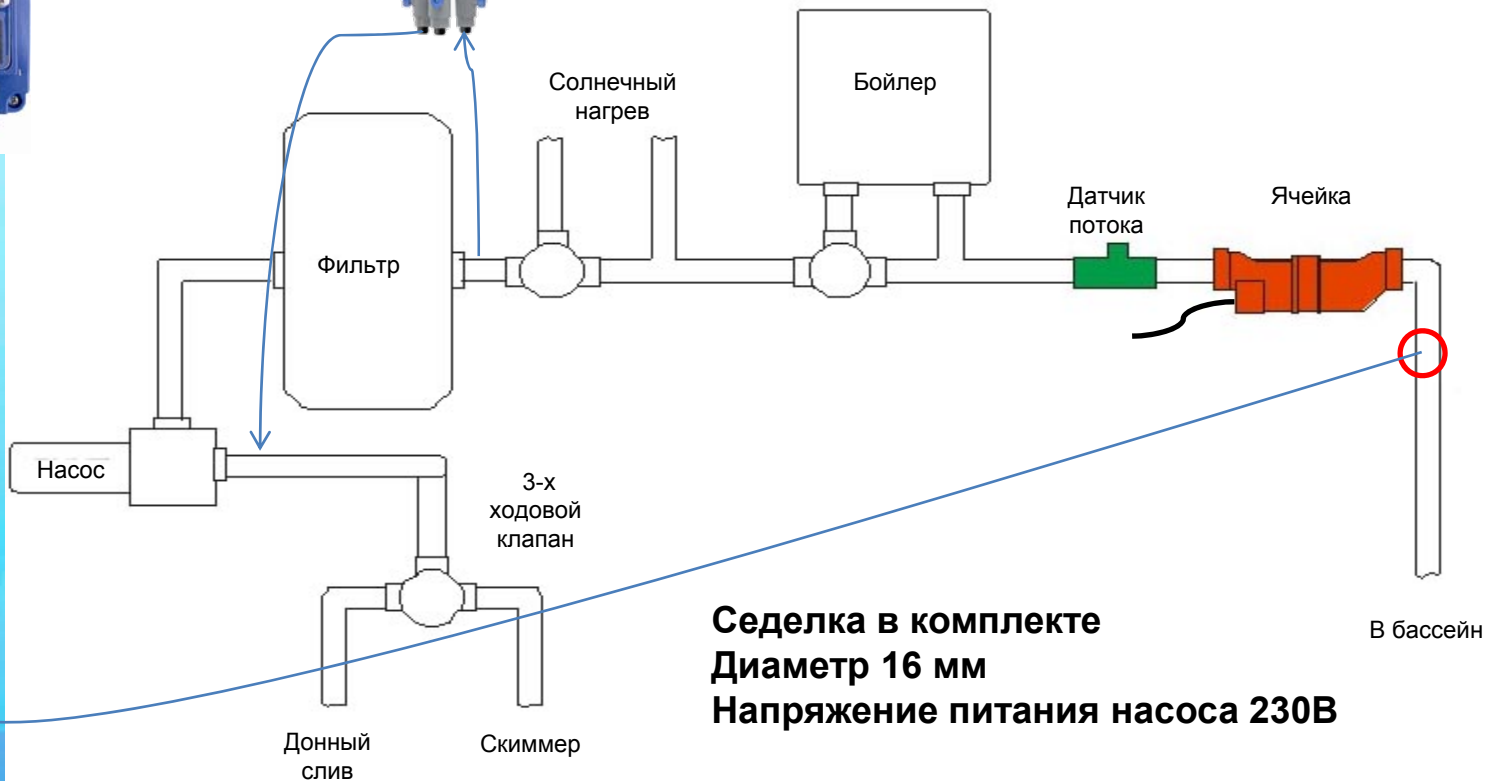 Солнечный
нагрев
Бойлер
Датчик
потока
Ячейка
Фильтр
Насос
3-х
ходовой
клапан
Седелка в комплекте
Диаметр 16 мм
Напряжение питания насоса 230В
В бассейн
Донный
слив
Скиммер